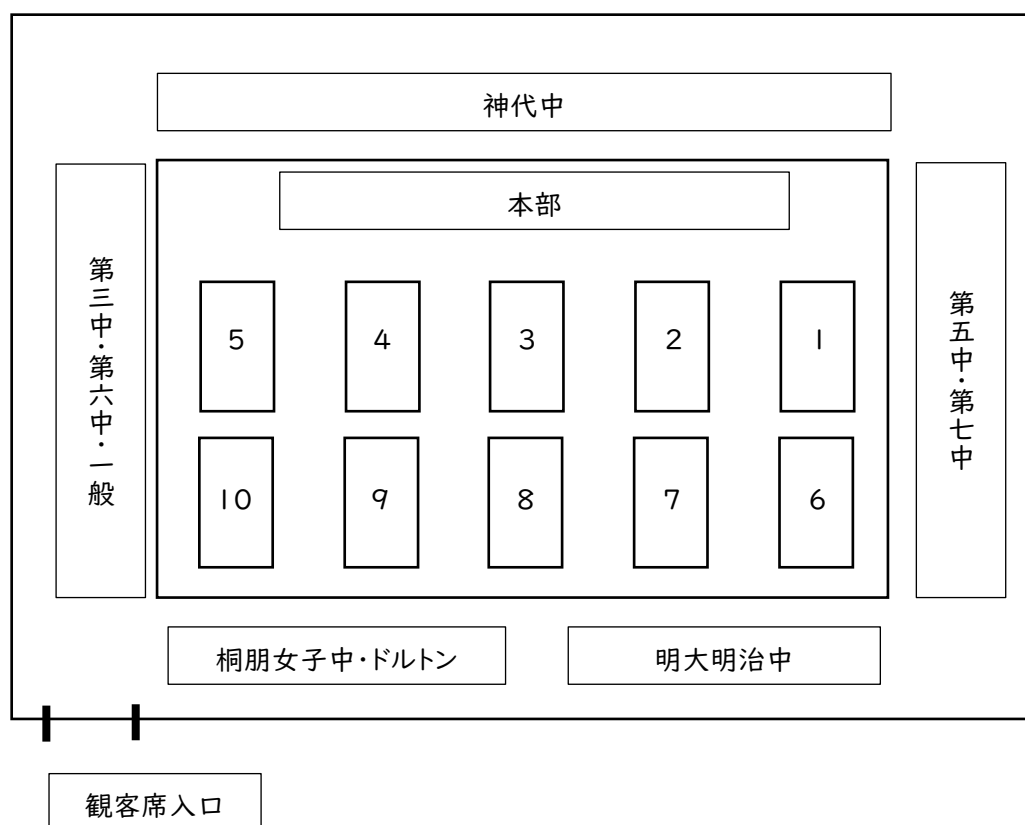 神代中
本部
第三中・第六中・一般
5 4 3 2 1
第五中・第七中
10 9 8 7 6
桐朋女子中・ドルトン
明大明治中
観客席入口